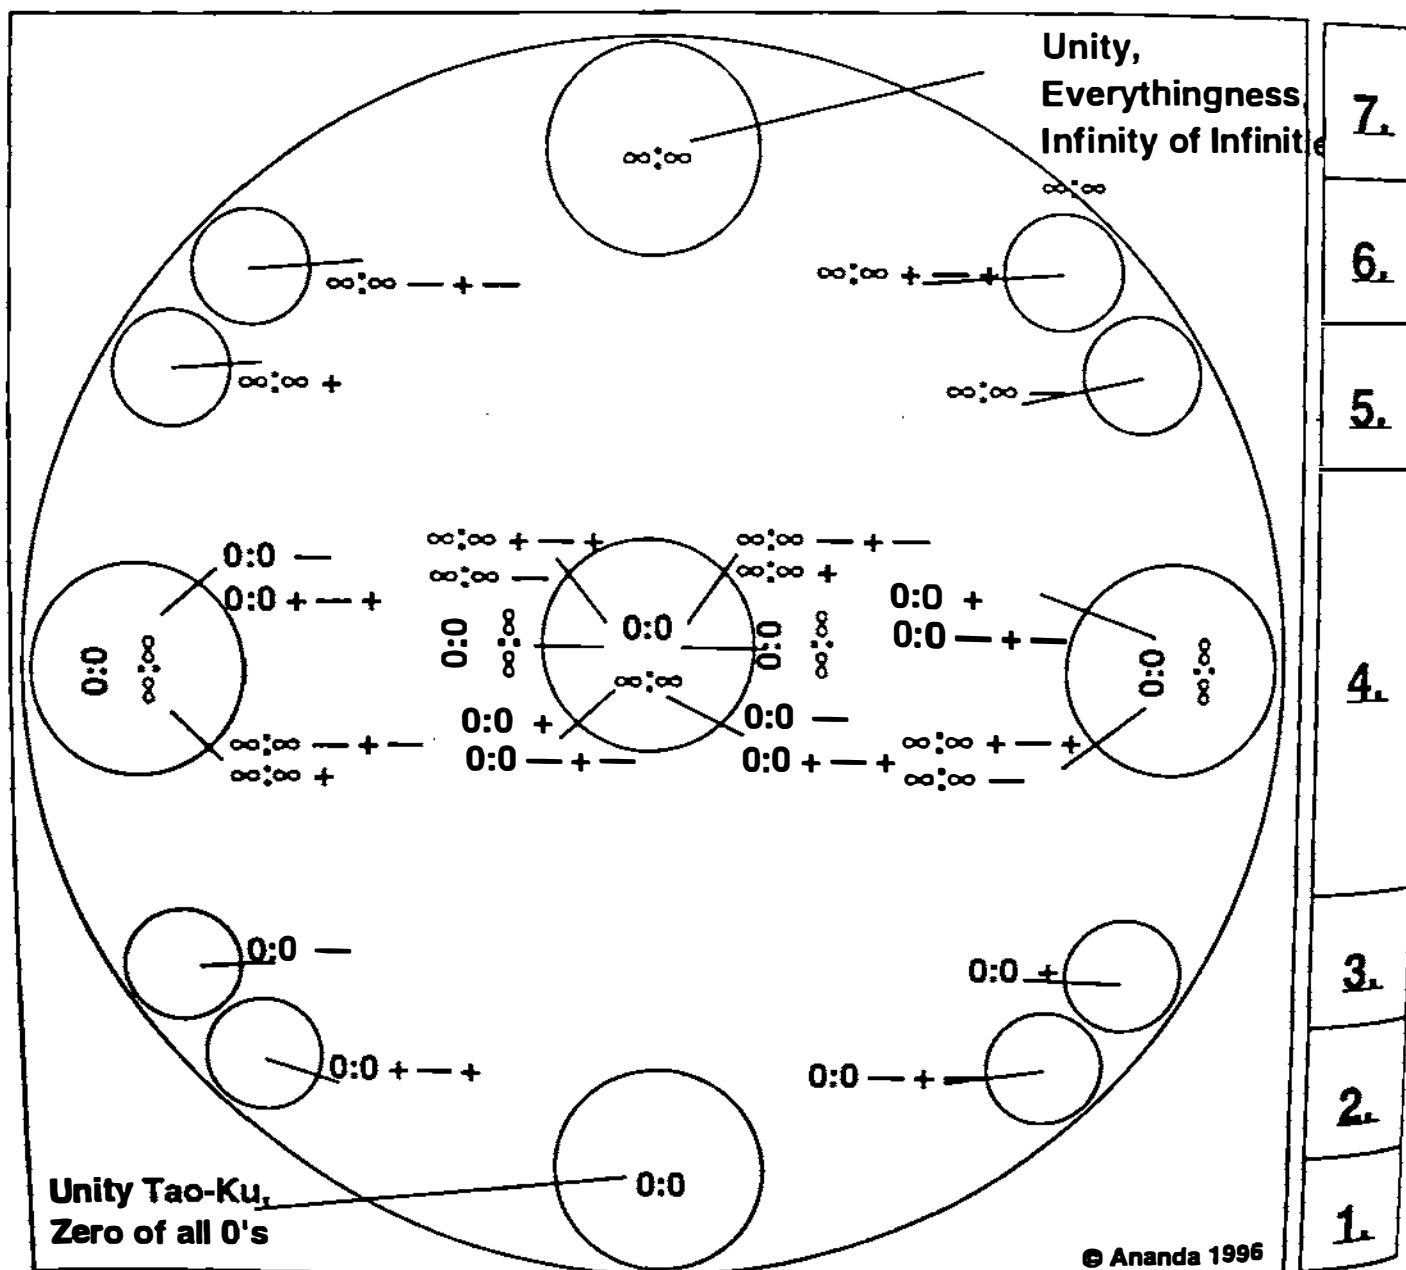 Unity,
Everythingness,
Infinity of Infinite
7.
∞:∞
∞:∞
∞:∞ — + —
∞:∞ + — +
6.
∞:∞ +
∞:∞ —
5.
0:0 —
0:0 + — +
0:0 ∞:∞
∞:∞ — + —
∞:∞ +
∞:∞ + — +
∞:∞ —
∞:∞ — + —
∞:∞ +
0:0 ∞:∞
0:0
∞:∞
0:0 ∞:∞
0:0 +
0:0 — + —
0:0 —
0:0 + — +
0:0 +
0:0 — + —
0:0 ∞:∞
∞:∞ + — +
∞:∞ —
4.
0:0 —
0:0 +
3.
0:0 + — +
0:0 — + —
2.
Unity Tao-Ku,
Zero of all 0's
0:0
1.
© Ananda 1996